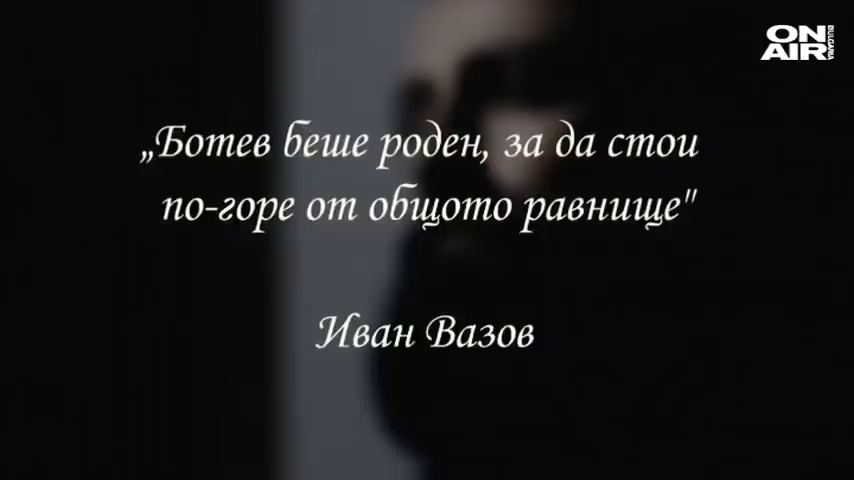 ON AIR BULGARIA
„Ботев беше роден, за да стои
по-горе от общото равнище"
Иван Вазов